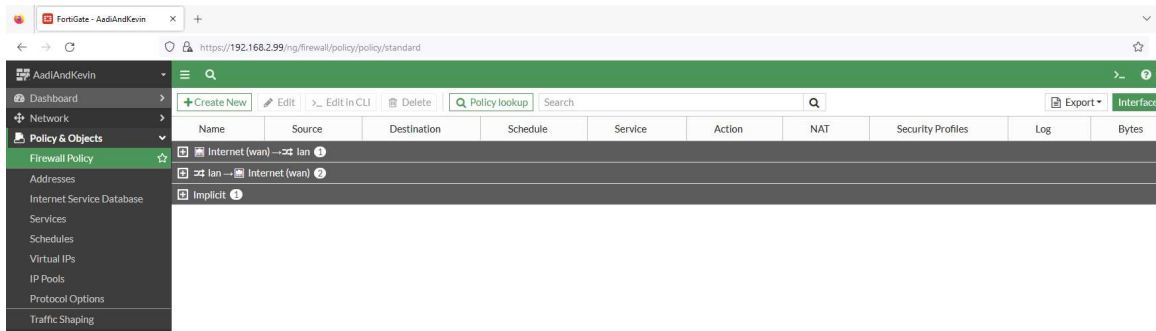 FortiGate - AadiAndKevin
https://192.168.2.99/ng/firewall/policy/policy/standard
AadiAndKevin
Dashboard
Network
Policy & Objects
Firewall Policy
Addresses
Internet Service Database
Services
Schedules
Virtual IPs
IP Pools
Protocol Options
Traffic Shaping
+ Create New Edit >_ Edit in CLI Delete Policy lookup Search Export Interface
Name Source Destination Schedule Service Action NAT Security Profiles Log Bytes
Internet (wan) → lan 1
lan → Internet (wan) 2
Implicit 1